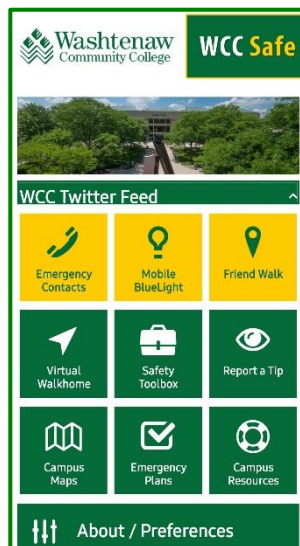 Washtenaw
Community College
WCC Safe
WCC Twitter Feed
Emergency
Contacts
Mobile
BlueLight
Friend Walk
Virtual
Walkhome
Safety
Toolbox
Report a Tip
Campus
Maps
Emergency
Plans
Campus
Resources
About / Preferences